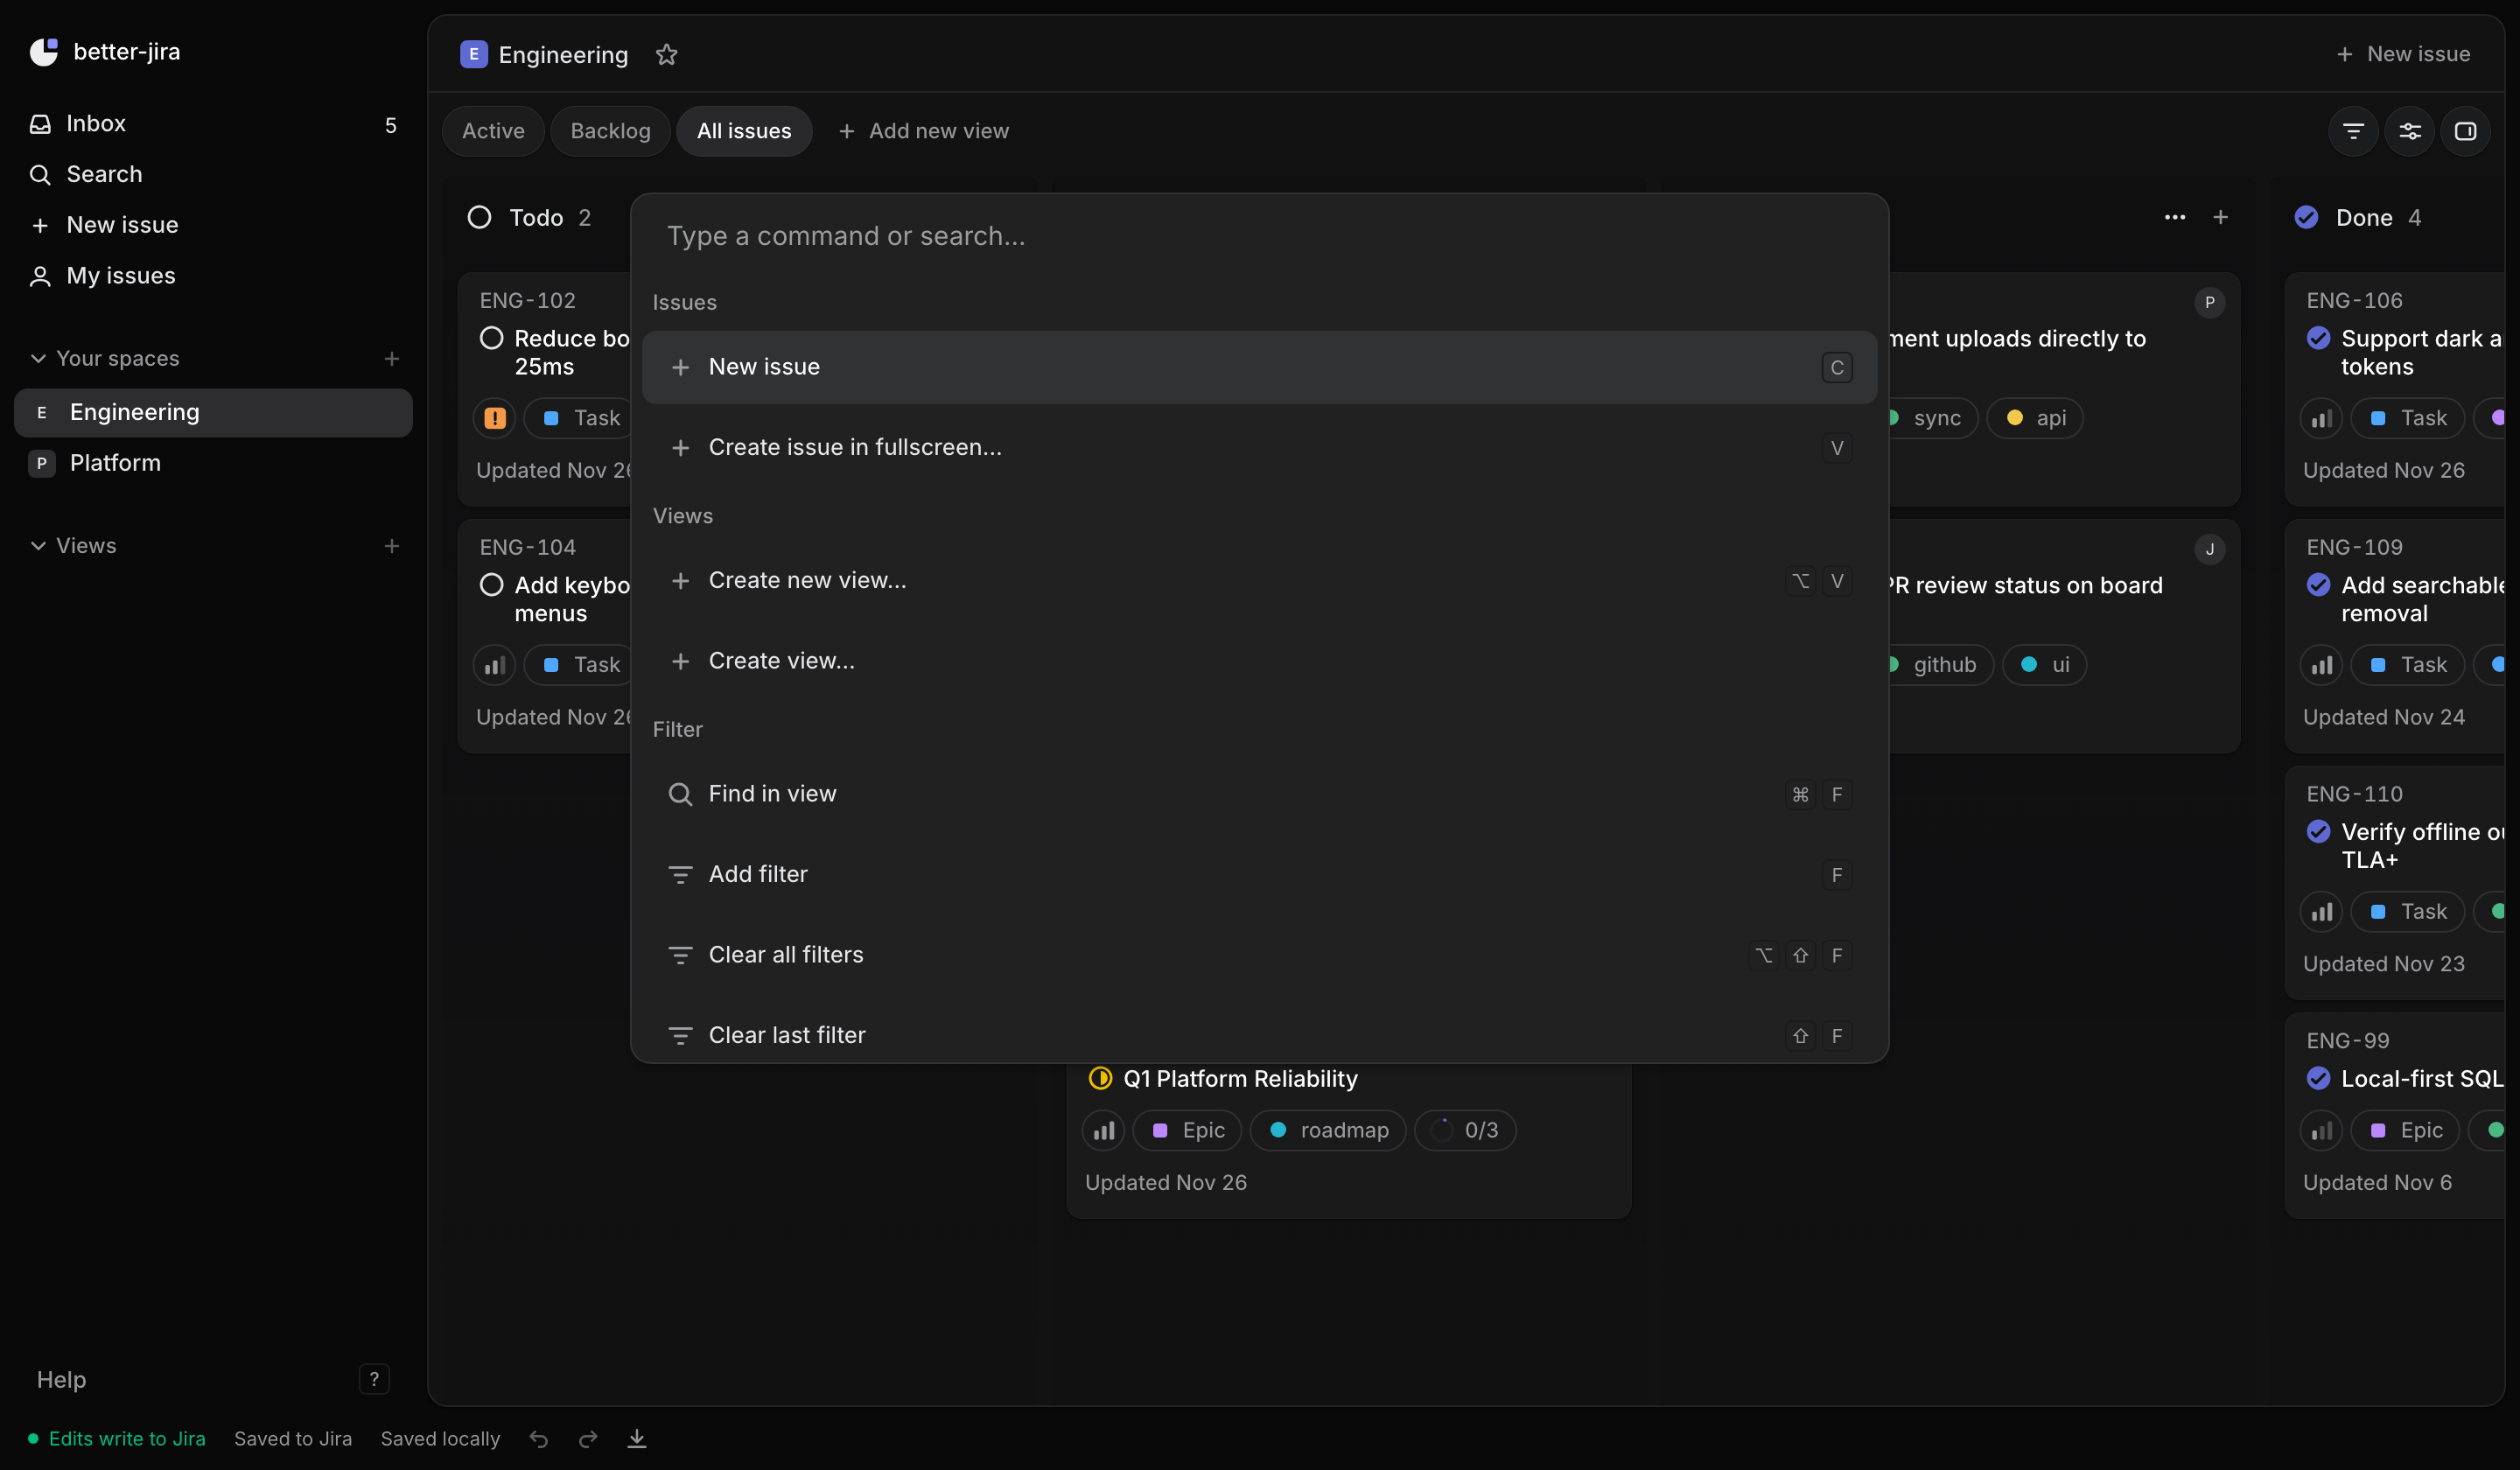 better-jira
Inbox 5
Search
New issue
My issues
Your spaces
E Engineering
P Platform
Views
Help ?
Edits write to Jira Saved to Jira Saved locally
E Engineering
New issue
Active Backlog All issues Add new view
Todo 2
ENG-102
Reduce bo
25ms
Task
Updated Nov 26
ENG-104
Add keybo
menus
Task
Updated Nov 26
Type a command or search...
Issues
New issue C
Create issue in fullscreen... V
Views
Create new view... ⌥ V
Create view...
Filter
Find in view ⌘ F
Add filter F
Clear all filters ⌥ ⇧ F
Clear last filter ⇧ F
Q1 Platform Reliability
Epic roadmap 0/3
Updated Nov 26
P
ment uploads directly to
sync api
J
PR review status on board
github ui
Done 4
ENG-106
Support dark a
tokens
Task
Updated Nov 26
ENG-109
Add searchable
removal
Task
Updated Nov 24
ENG-110
Verify offline ou
TLA+
Task
Updated Nov 23
ENG-99
Local-first SQL
Epic
Updated Nov 6